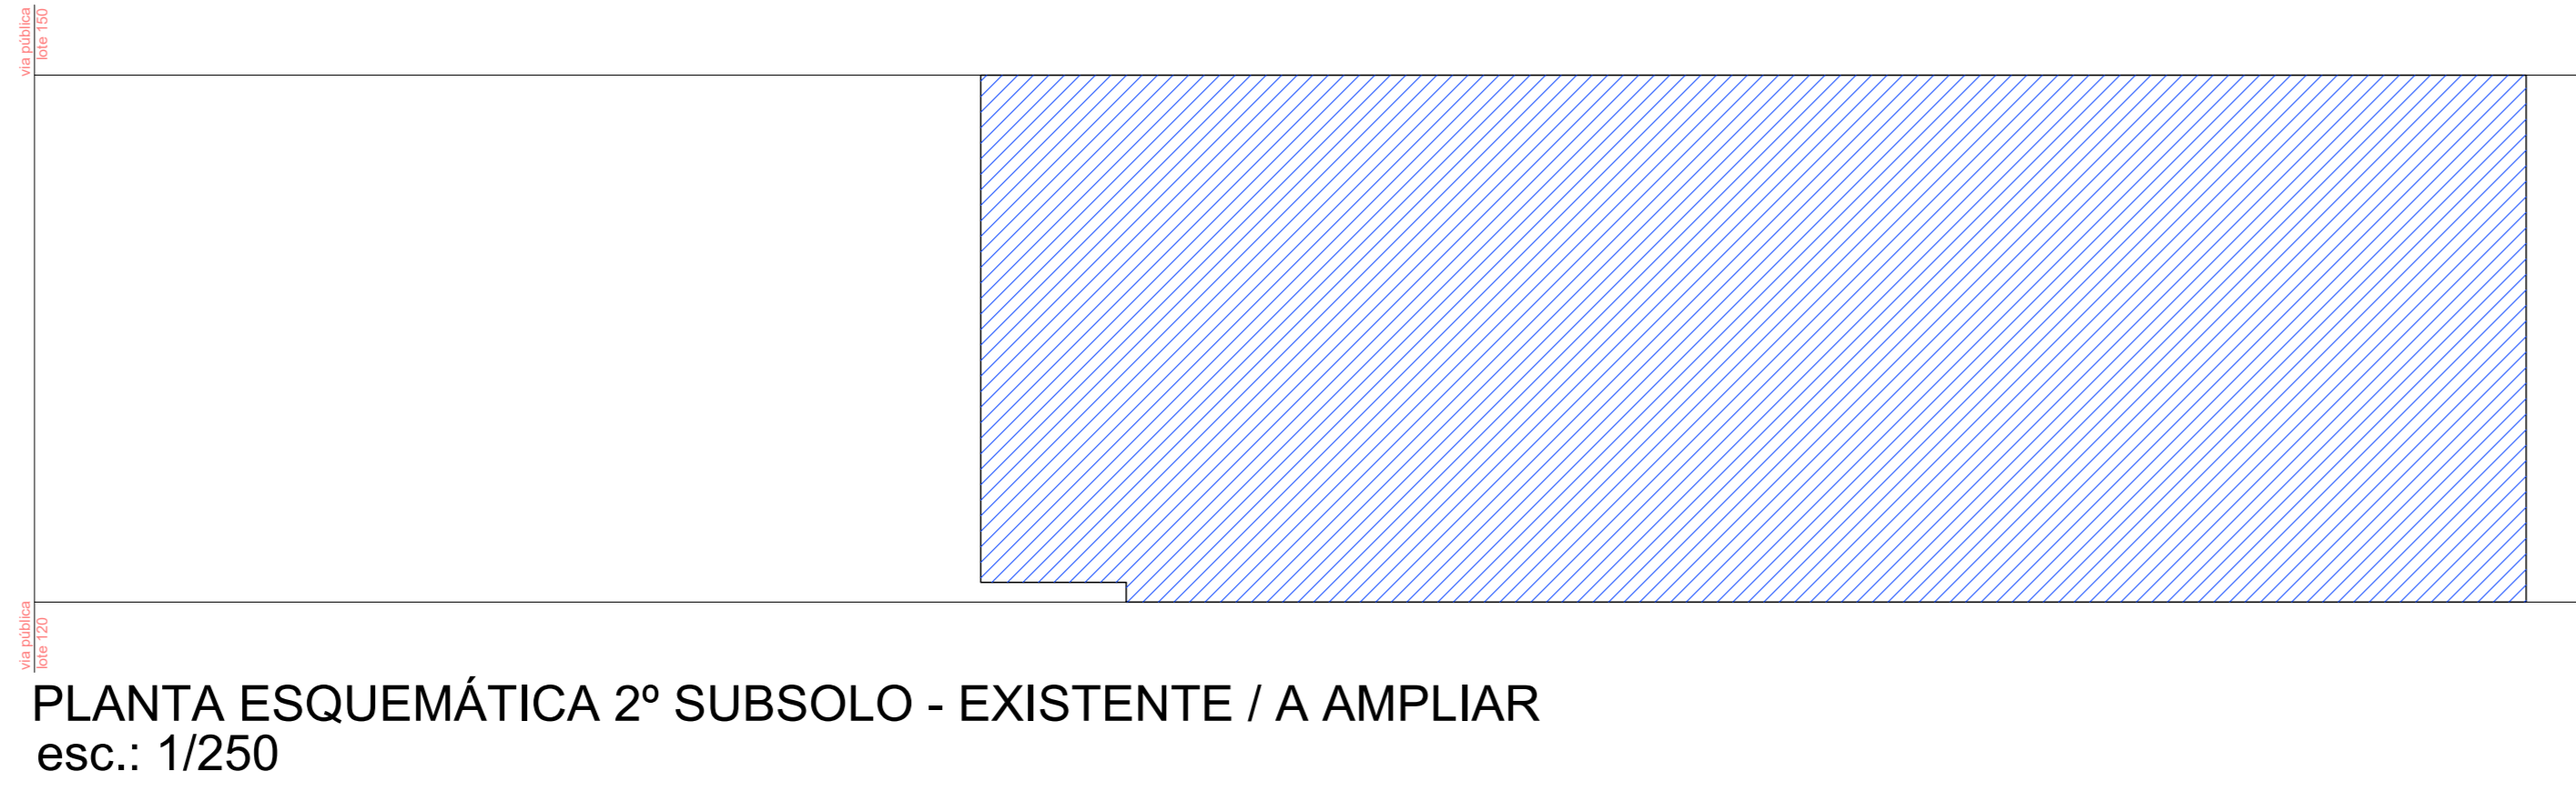 via pública
lote 150
via pública
lote 120
PLANTA ESQUEMÁTICA 2º SUBSOLO - EXISTENTE / A AMPLIAR
esc.: 1/250